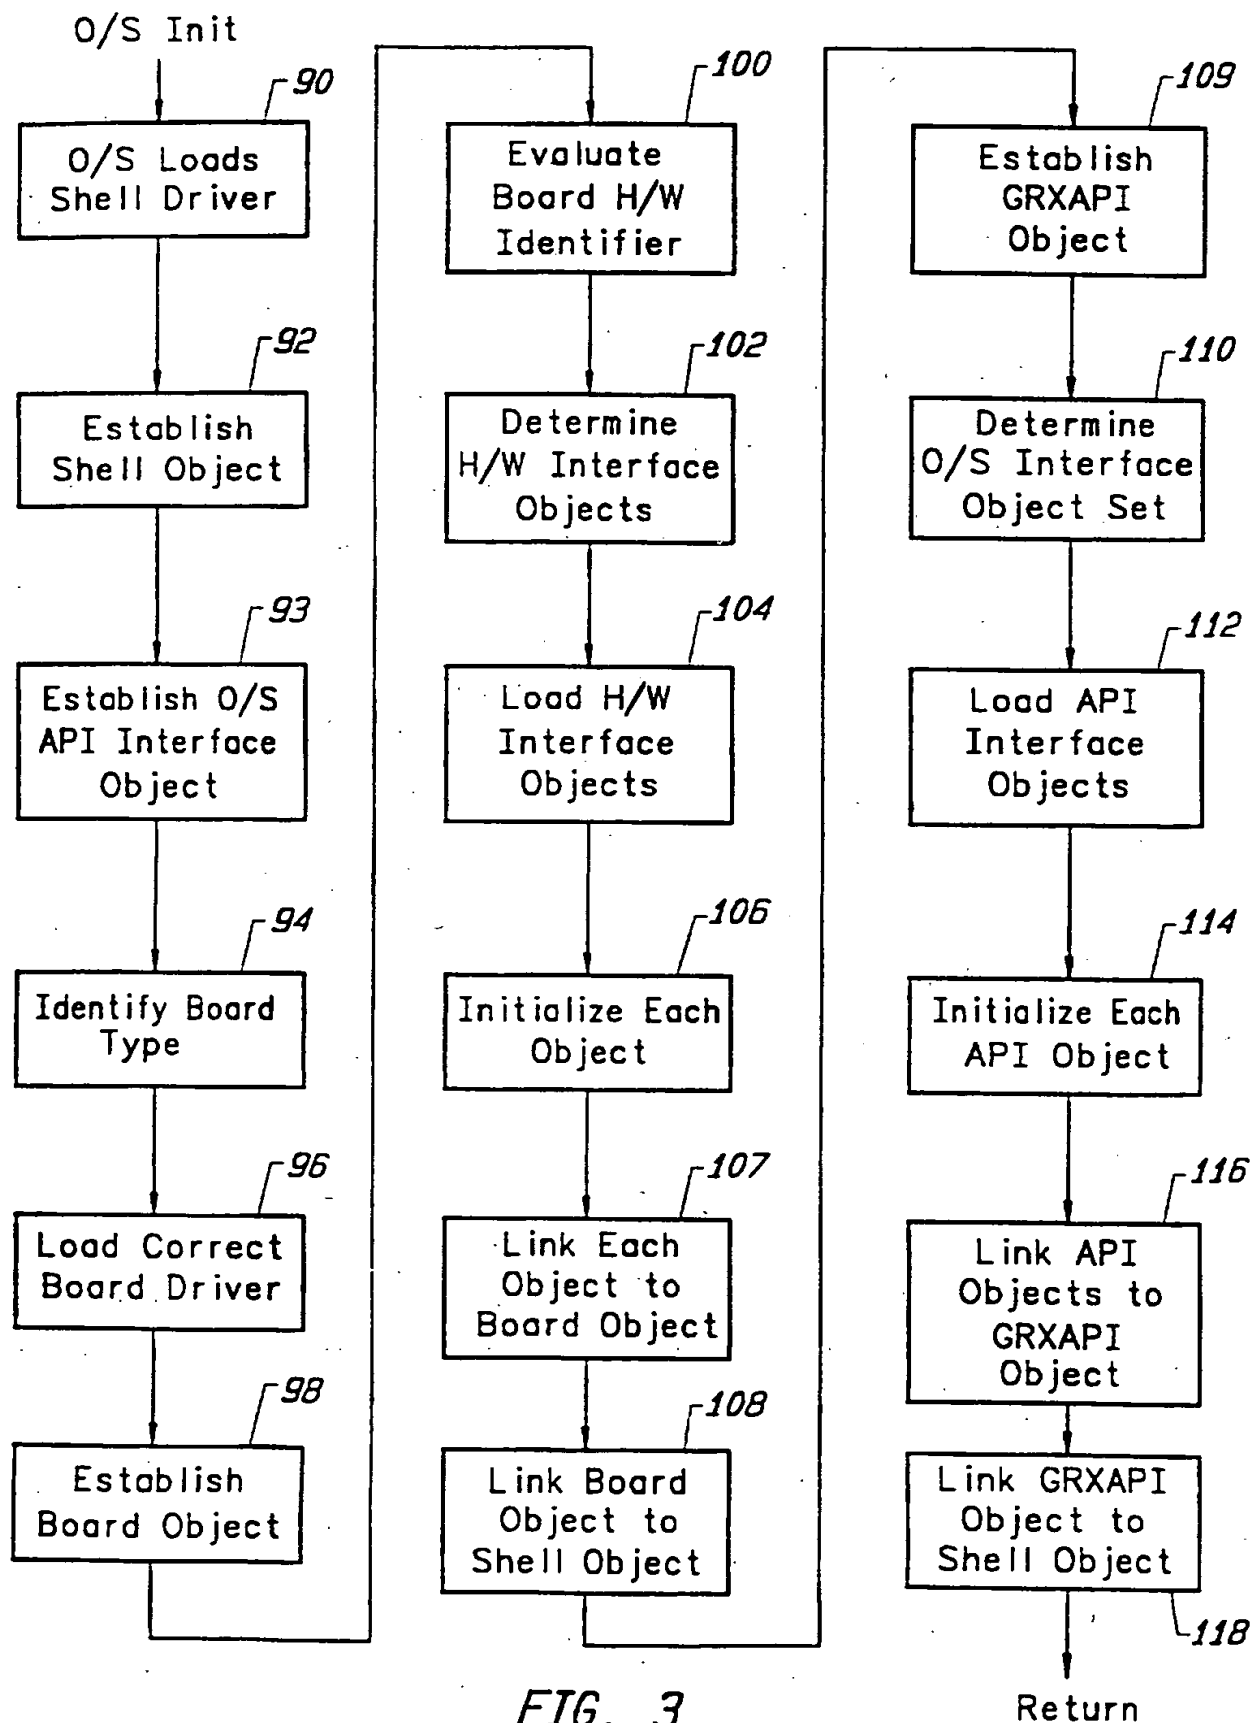 O/S Init
90
O/S Loads
Shell Driver
92
Establish
Shell Object
93
Establish O/S
API Interface
Object
94
Identify Board
Type
96
Load Correct
Board Driver
98
Establish
Board Object
100
Evaluate
Board H/W
Identifier
102
Determine
H/W Interface
Objects
104
Load H/W
Interface
Objects
106
Initialize Each
Object
107
Link Each
Object to
Board Object
108
Link Board
Object to
Shell Object
109
Establish
GRXAPI
Object
110
Determine
O/S Interface
Object Set
112
Load API
Interface
Objects
114
Initialize Each
API Object
116
Link API
Objects to
GRXAPI
Object
Link GRXAPI
Object to
Shell Object
118
Return
FIG. 3